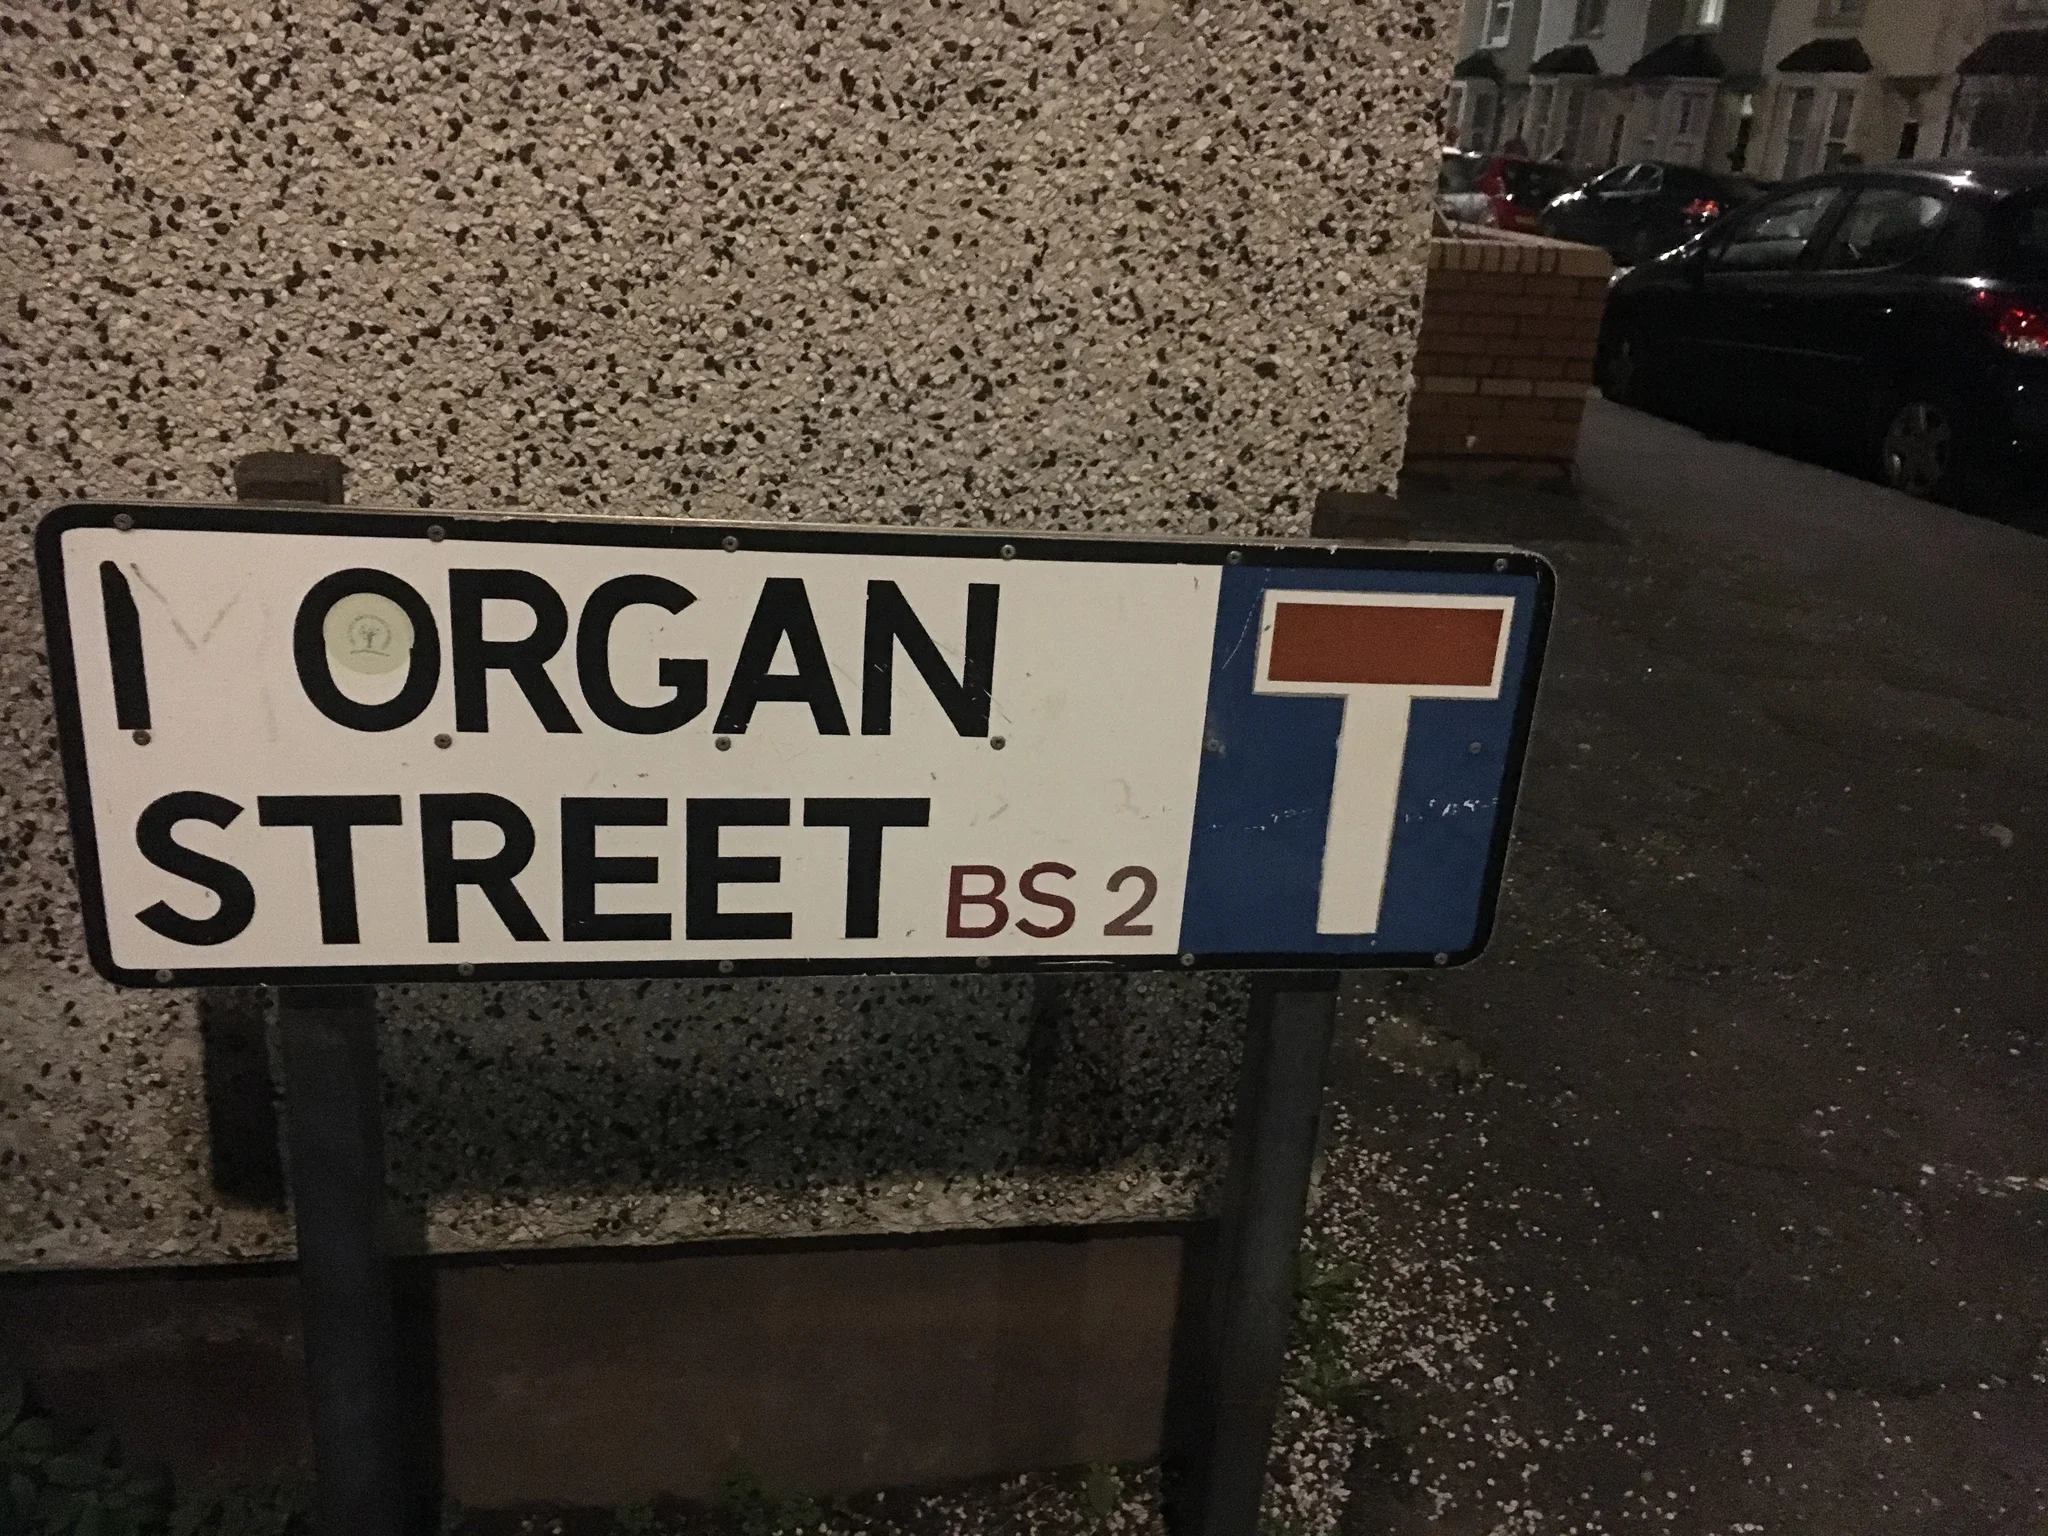 I ORGAN
STREET BS 2